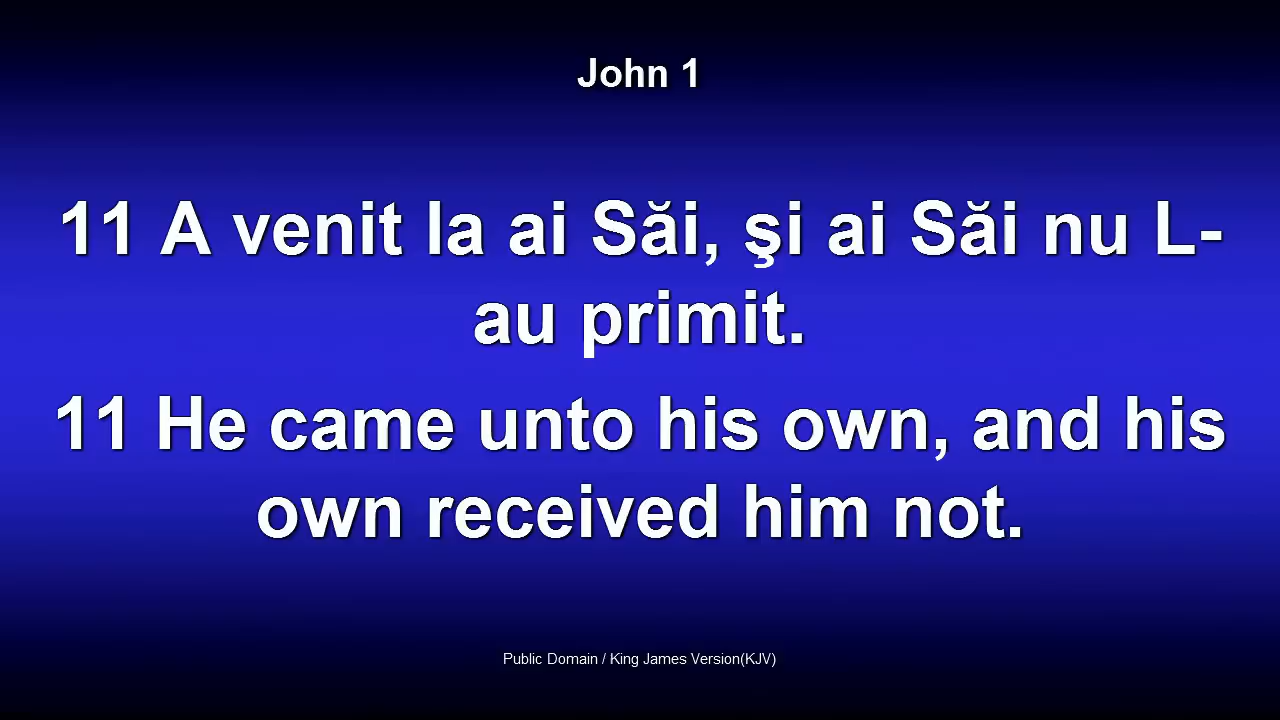 John 1
11 A venit la ai Săi, şi ai Săi nu L-
au primit.
11 He came unto his own, and his
own received him not.
Public Domain / King James Version(KJV)